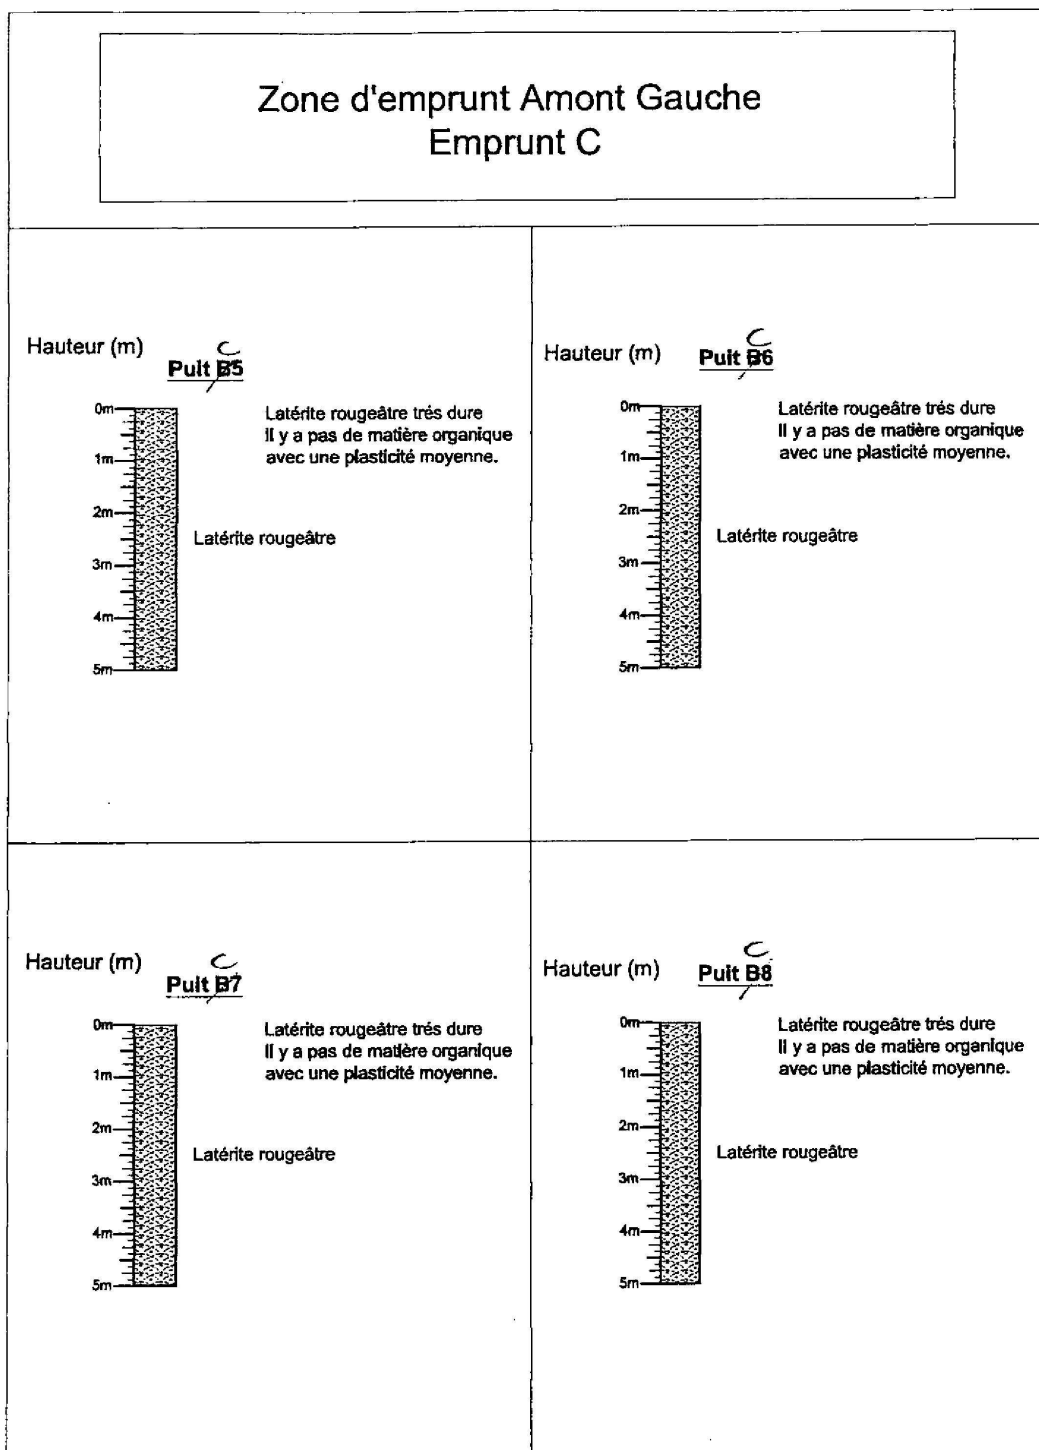 Zone d'emprunt Amont Gauche
Emprunt C
Hauteur (m)
C
Puit B5
0m
Latérite rougeâtre trés dure
Il y a pas de matière organique
avec une plasticité moyenne.
1m
2m
Latérite rougeâtre
3m
4m
5m
Hauteur (m)
C
Puit B6
0m
Latérite rougeâtre trés dure
Il y a pas de matière organique
avec une plasticité moyenne.
1m
2m
Latérite rougeâtre
3m
4m
5m
Hauteur (m)
C
Puit B7
0m
Latérite rougeâtre trés dure
Il y a pas de matière organique
avec une plasticité moyenne.
1m
2m
Latérite rougeâtre
3m
4m
5m
Hauteur (m)
C
Puit B8
0m
Latérite rougeâtre trés dure
Il y a pas de matière organique
avec une plasticité moyenne.
1m
2m
Latérite rougeâtre
3m
4m
5m